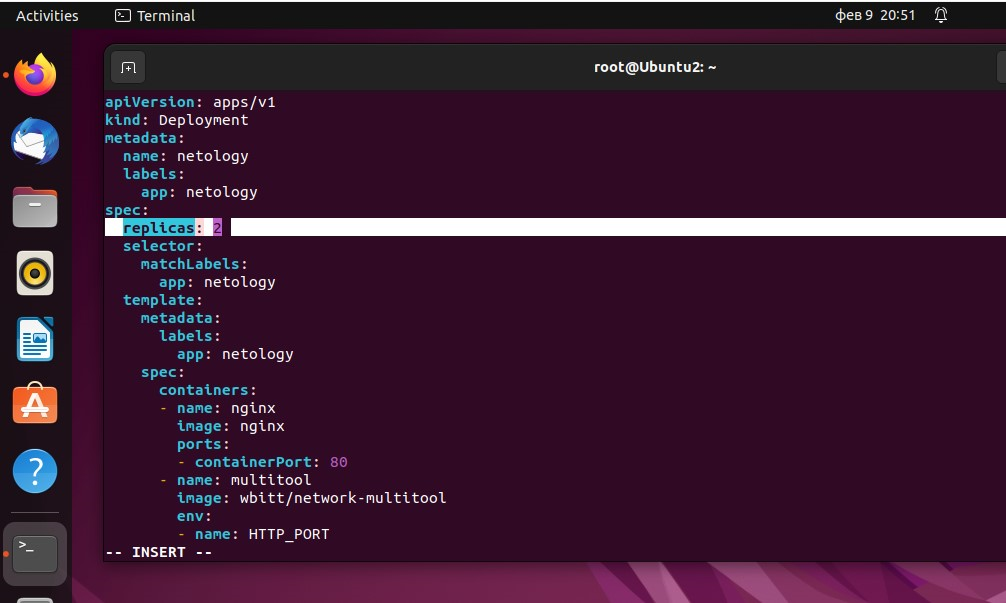 Activities
Terminal
фев 9 20:51
root@Ubuntu2: ~
apiVersion: apps/v1
kind: Deployment
metadata:
  name: netology
  labels:
    app: netology
spec:
  replicas: 2
  selector:
    matchLabels:
      app: netology
  template:
    metadata:
      labels:
        app: netology
    spec:
      containers:
      - name: nginx
        image: nginx
        ports:
        - containerPort: 80
      - name: multitool
        image: wbitt/network-multitool
        env:
        - name: HTTP_PORT
-- INSERT --